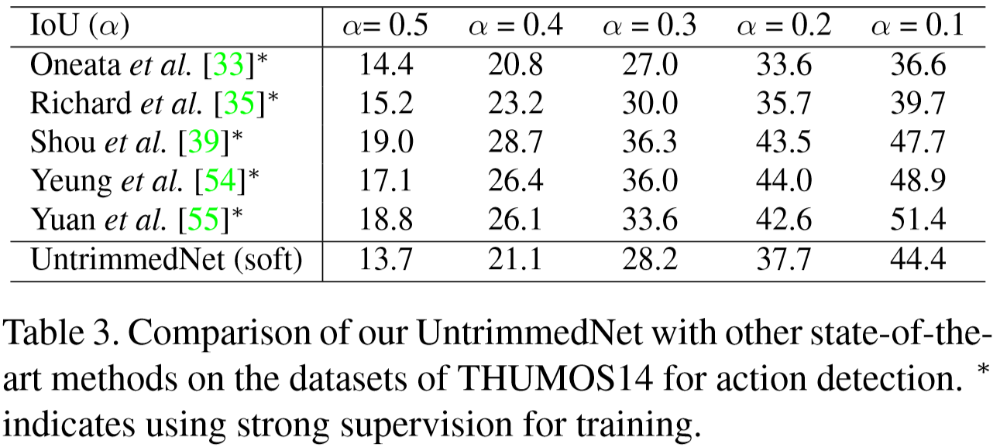 IoU (α) α= 0.5 α = 0.4 α = 0.3 α = 0.2 α = 0.1
Oneata et al. [33]* 14.4 20.8 27.0 33.6 36.6
Richard et al. [35]* 15.2 23.2 30.0 35.7 39.7
Shou et al. [39]* 19.0 28.7 36.3 43.5 47.7
Yeung et al. [54]* 17.1 26.4 36.0 44.0 48.9
Yuan et al. [55]* 18.8 26.1 33.6 42.6 51.4
UntrimmedNet (soft) 13.7 21.1 28.2 37.7 44.4
Table 3. Comparison of our UntrimmedNet with other state-of-the-
art methods on the datasets of THUMOS14 for action detection. *
indicates using strong supervision for training.